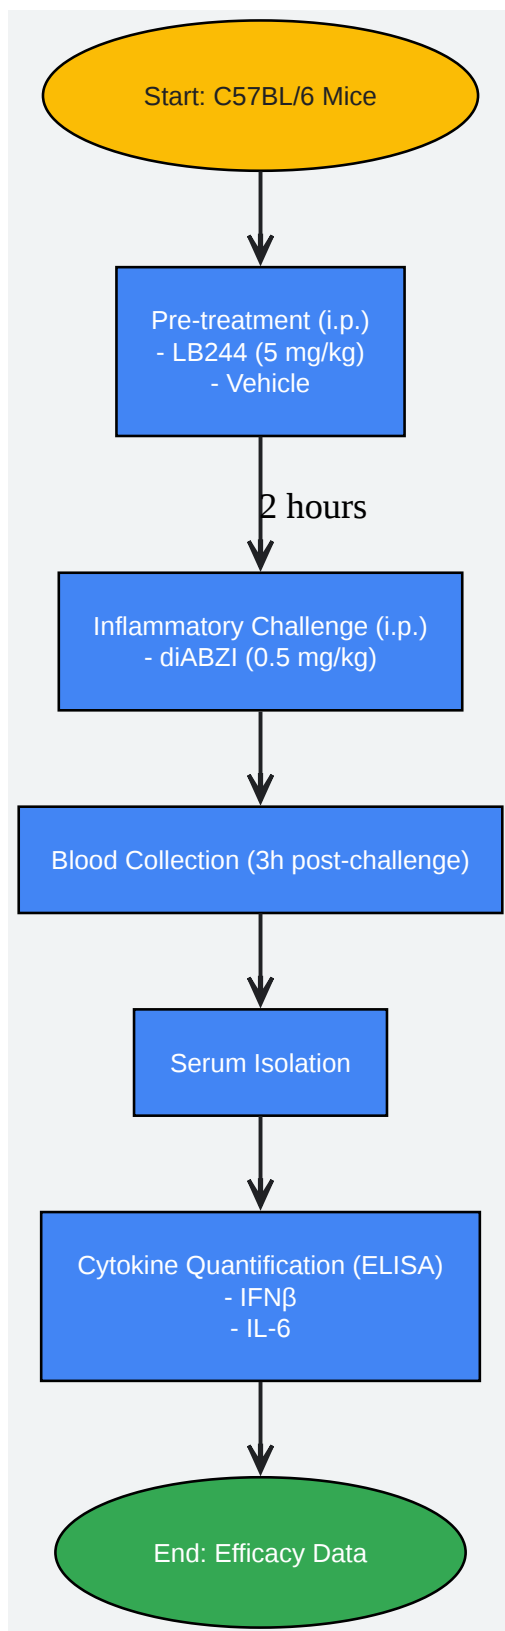 Start: C57BL/6 Mice
Pre-treatment (i.p.)
- LB244 (5 mg/kg)
- Vehicle
2 hours
Inflammatory Challenge (i.p.)
- diABZI (0.5 mg/kg)
Blood Collection (3h post-challenge)
Serum Isolation
Cytokine Quantification (ELISA)
- IFNβ
- IL-6
End: Efficacy Data